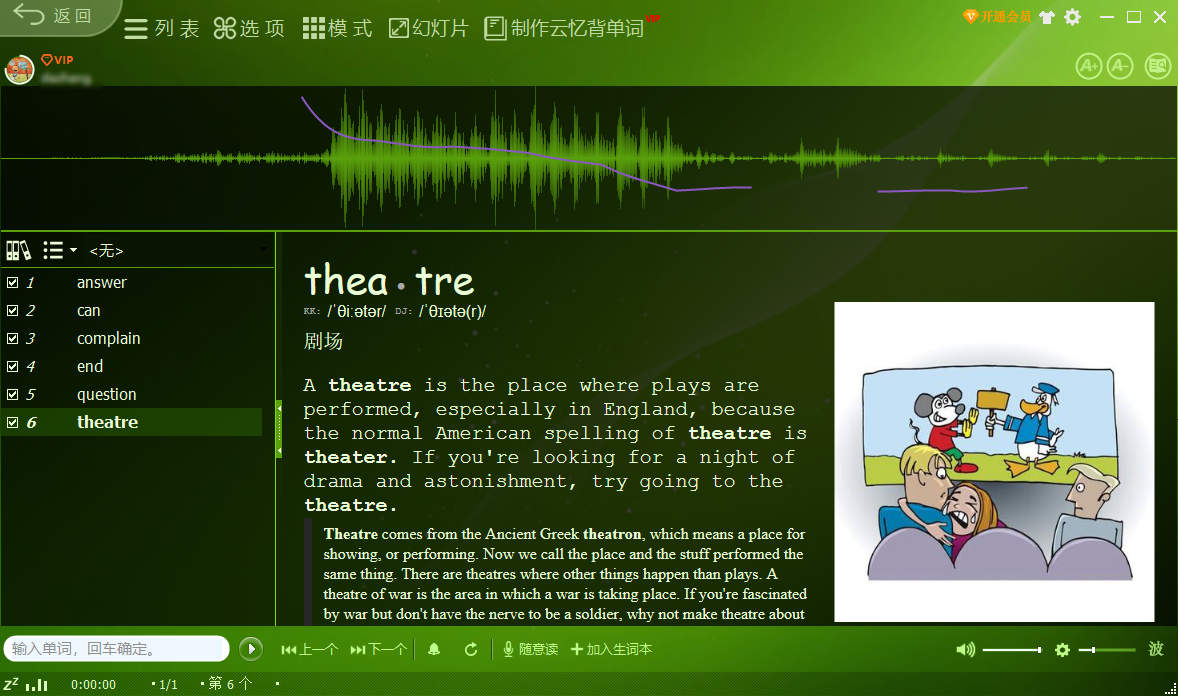 返回
列表 选项 模式 幻灯片 制作云忆背单词 VIP
开通会员
VIP
A+ A-
<无>
1 answer
2 can
3 complain
4 end
5 question
6 theatre
thea·tre
KK: /ˈθi:ətər/ DJ: /ˈθɪətə(r)/
剧场
A theatre is the place where plays are
performed, especially in England, because
the normal American spelling of theatre is
theater. If you're looking for a night of
drama and astonishment, try going to the
theatre.
Theatre comes from the Ancient Greek theatron, which means a place for
showing, or performing. Now we call the place and the stuff performed the
same thing. There are theatres where other things happen than plays. A
theatre of war is the area in which a war is taking place. If you're fascinated
by war but don't have the nerve to be a soldier, why not make theatre about
输入单词，回车确定。 上一个 下一个 随意读 加入生词本 波
zz 0:00:00 · 1/1 · 第 6 个 ·